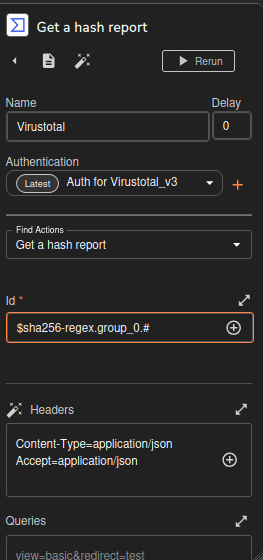 Get a hash report
Rerun
Name
Delay
Virustotal
0
Authentication
Latest
Auth for Virustotal_v3
Find Actions
Get a hash report
Id *
$sha256-regex.group_0.#
Headers
Content-Type=application/json
Accept=application/json
Queries
view=basic&redirect=test